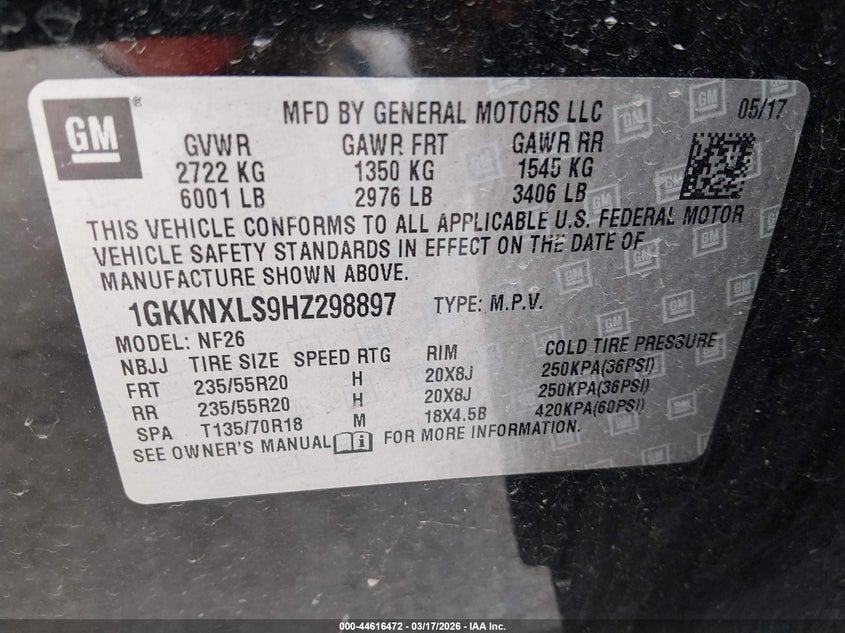 GM
MFD BY GENERAL MOTORS LLC 05/17
GVWR GAWR FRT GAWR RR
2722 KG 1350 KG 1545 KG
6001 LB 2976 LB 3406 LB
THIS VEHICLE CONFORMS TO ALL APPLICABLE U.S. FEDERAL MOTOR
VEHICLE SAFETY STANDARDS IN EFFECT ON THE DATE OF
MANUFACTURE SHOWN ABOVE.
1GKKNXLS9HZ298897 TYPE: M.P.V.
MODEL: NF26
NBJJ TIRE SIZE SPEED RTG RIM COLD TIRE PRESSURE
FRT 235/55R20 H 20X8J 250KPA(36PSI)
RR 235/55R20 H 20X8J 250KPA(36PSI)
SPA T135/70R18 M 18X4.5B 420KPA(60PSI)
SEE OWNER'S MANUAL FOR MORE INFORMATION.
000-44616472 - 03/17/2026 - IAA Inc.